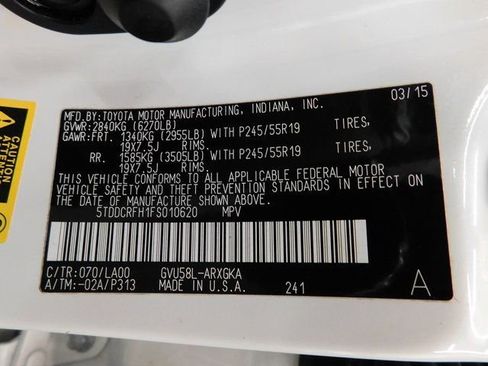 MFD.BY:TOYOTA MOTOR MANUFACTURING, INDIANA, INC. 03/15
GVWR:2840KG (6270LB)
GAWR:FRT. 1340KG (2955LB) WITH P245/55R19 TIRES,
19X7.5J RIMS.
RR. 1585KG (3505LB) WITH P245/55R19 TIRES,
19X7.5J RIMS.
THIS VEHICLE CONFORMS TO ALL APPLICABLE FEDERAL MOTOR
VEHICLE SAFETY AND THEFT PREVENTION STANDARDS IN EFFECT ON
THE DATE OF MANUFACTURE SHOWN ABOVE.
5TDDCRFH1FS010620 MPV
C/TR:070/LA00 GVU58L-ARXGKA
A/TM:-02A/P313 MADE IN U.S.A. 241 A
CAUTION